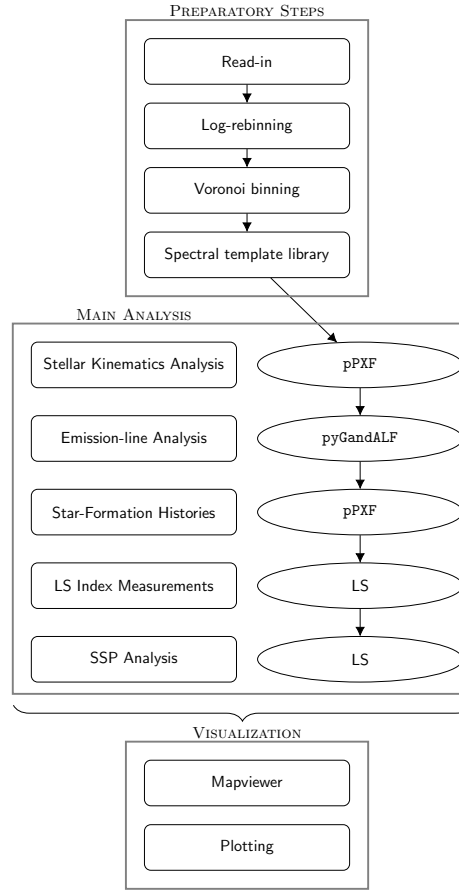 PREPARATORY STEPS
Read-in
Log-rebinning
Voronoi binning
Spectral template library
MAIN ANALYSIS
Stellar Kinematics Analysis
pPXF
Emission-line Analysis
pyGandALF
Star-Formation Histories
pPXF
LS Index Measurements
LS
SSP Analysis
LS
VISUALIZATION
Mapviewer
Plotting